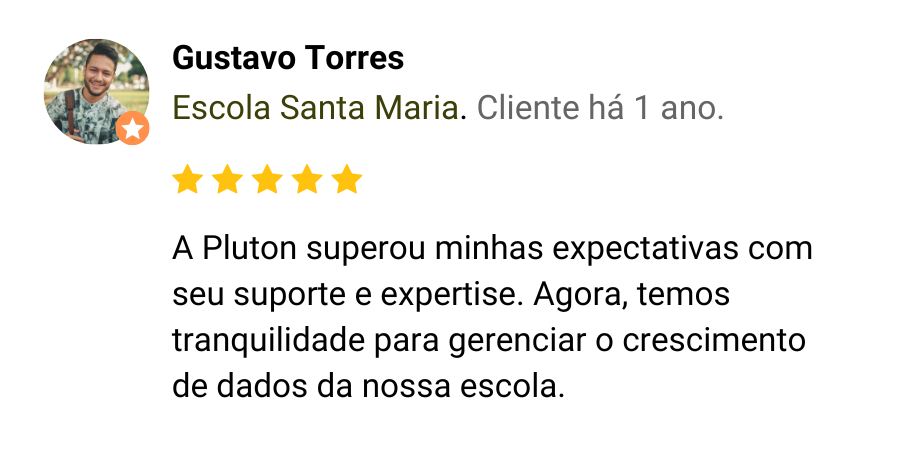 Gustavo Torres
Escola Santa Maria. Cliente há 1 ano.
A Pluton superou minhas expectativas com
seu suporte e expertise. Agora, temos
tranquilidade para gerenciar o crescimento
de dados da nossa escola.